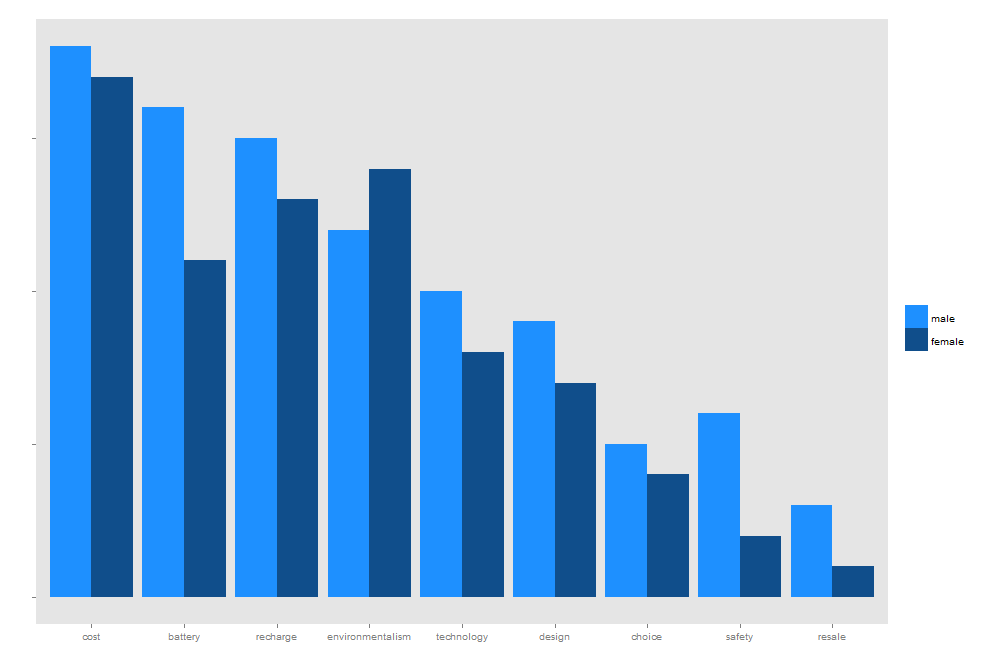 male
female
cost battery recharge environmentalism technology design choice safety resale